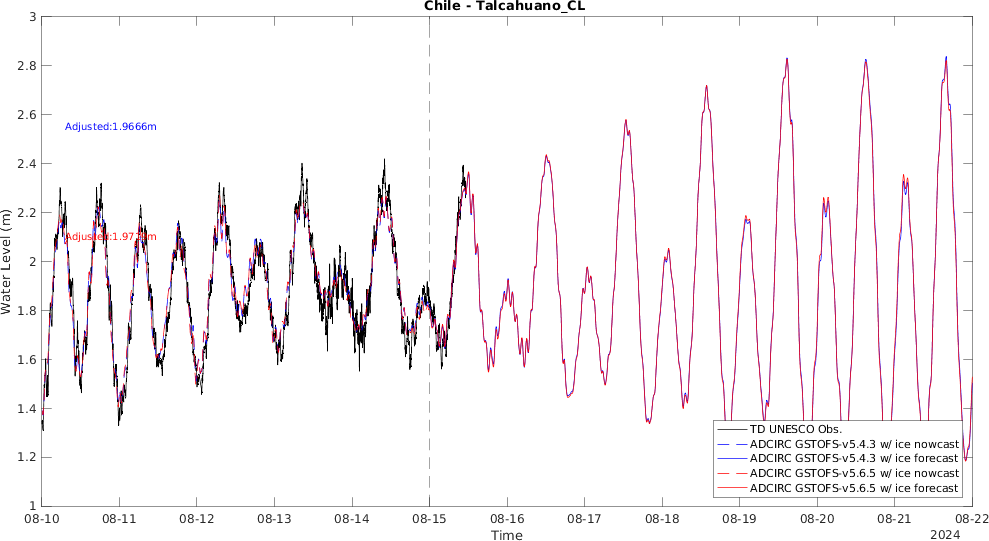 Chile - Talcahuano_CL
3
2.8
2.6
2.4
2.2
2
1.8
1.6
1.4
1.2
1
Water Level (m)
Adjusted:1.9666m
TD UNESCO Obs.
ADCIRC GSTOFS-v5.4.3 w/ ice nowcast
ADCIRC GSTOFS-v5.4.3 w/ ice forecast
ADCIRC GSTOFS-v5.6.5 w/ ice nowcast
ADCIRC GSTOFS-v5.6.5 w/ ice forecast
08-10 08-11 08-12 08-13 08-14 08-15 08-16 08-17 08-18 08-19 08-20 08-21 08-22
Time
2024